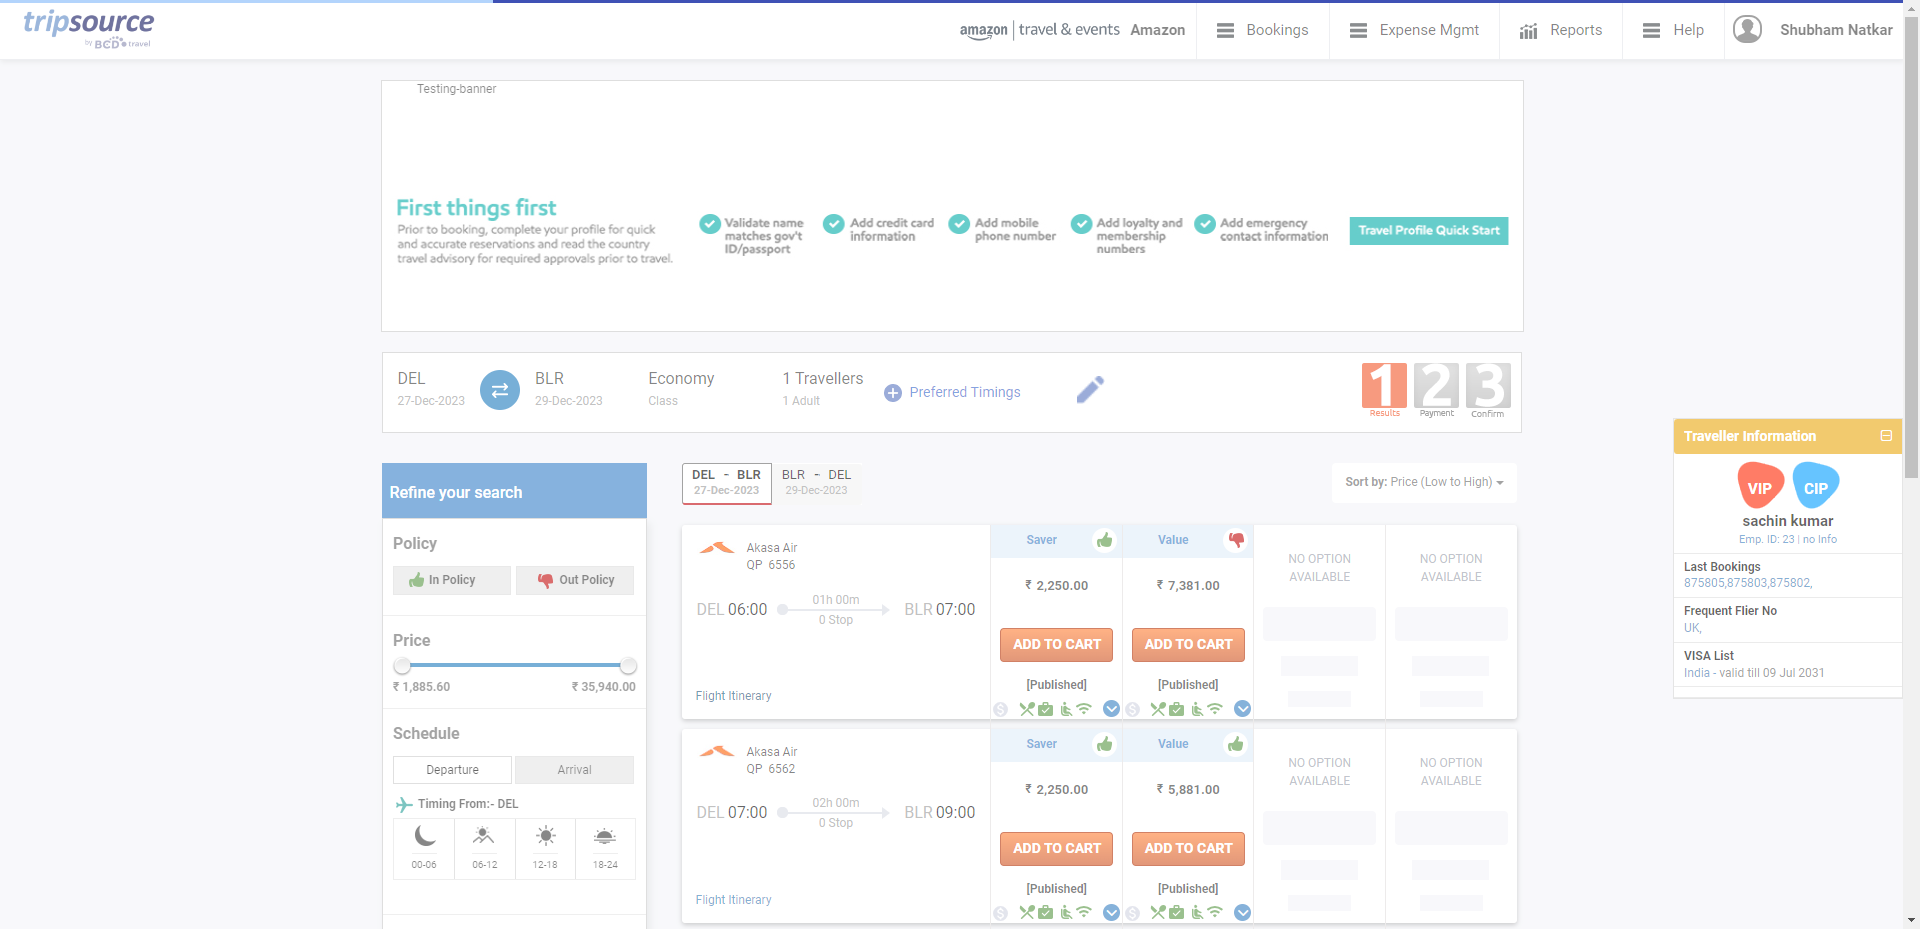 tripsource
by BCD travel
amazon travel & events Amazon
Bookings
Expense Mgmt
Reports
Help
Shubham Natkar
Testing-banner
First things first
Prior to booking, complete your profile for quick
and accurate reservations and read the country
travel advisory for required approvals prior to travel.
Validate name
matches gov't
ID/passport
Add credit card
information
Add mobile
phone number
Add loyalty and
membership
numbers
Add emergency
contact information
Travel Profile Quick Start
DEL
27-Dec-2023
BLR
29-Dec-2023
Economy
Class
1 Travellers
1 Adult
Preferred Timings
1
Results
2
Payment
3
Confirm
Traveller Information
VIP
CIP
sachin kumar
Emp. ID: 23 | no Info
Last Bookings
875805,875803,875802,
Frequent Flier No
UK,
VISA List
India - valid till 09 Jul 2031
Refine your search
Policy
In Policy
Out Policy
Price
₹ 1,885.60
₹ 35,940.00
Schedule
Departure
Arrival
Timing From:- DEL
00-06
06-12
12-18
18-24
DEL - BLR
27-Dec-2023
BLR - DEL
29-Dec-2023
Sort by: Price (Low to High)
Akasa Air
QP 6556
DEL 06:00
01h 00m
0 Stop
BLR 07:00
Flight Itinerary
Saver
₹ 2,250.00
ADD TO CART
[Published]
Value
₹ 7,381.00
ADD TO CART
[Published]
NO OPTION
AVAILABLE
NO OPTION
AVAILABLE
Akasa Air
QP 6562
DEL 07:00
02h 00m
0 Stop
BLR 09:00
Flight Itinerary
Saver
₹ 2,250.00
ADD TO CART
[Published]
Value
₹ 5,881.00
ADD TO CART
[Published]
NO OPTION
AVAILABLE
NO OPTION
AVAILABLE